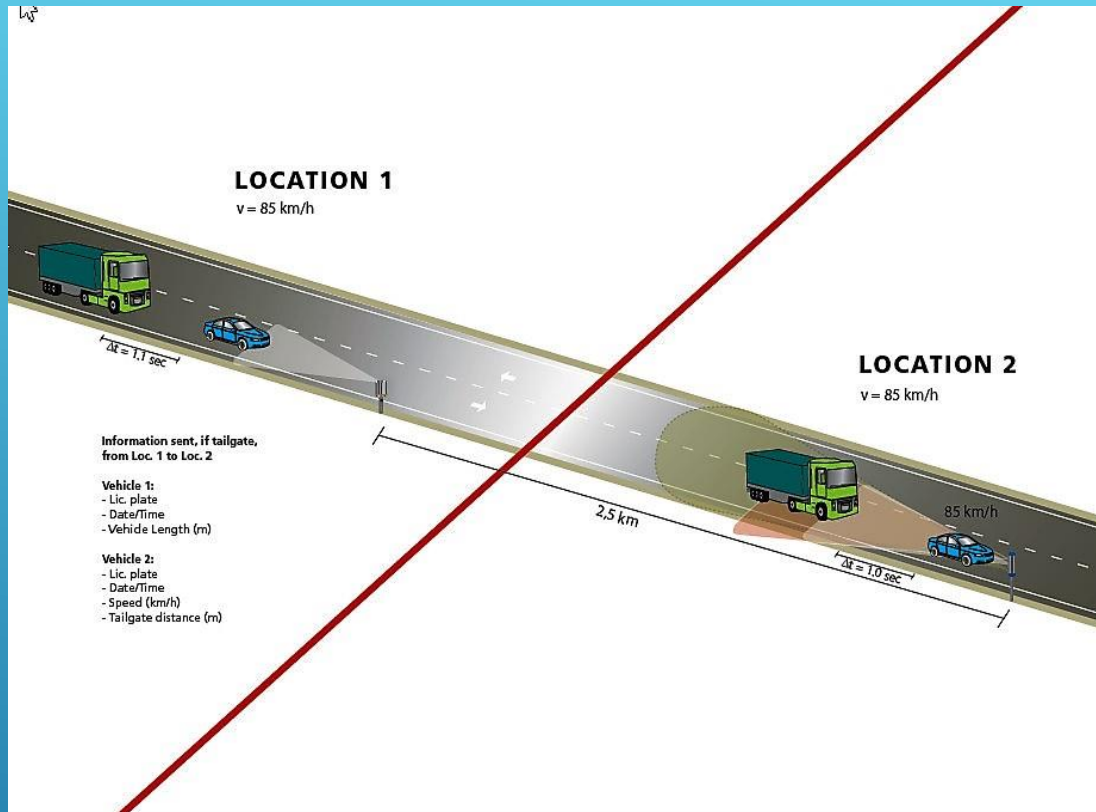 LOCATION 1
v = 85 km/h
LOCATION 2
v = 85 km/h
Δt = 1,1 sec
85 km/h
2,5 km
Δt = 1,0 sec
Information sent, if tailgate,
from Loc. 1 to Loc. 2
Vehicle 1:
- Lic. plate
- Date/Time
- Vehicle Length (m)
Vehicle 2:
- Lic. plate
- Date/Time
- Speed (km/h)
- Tailgate distance (m)